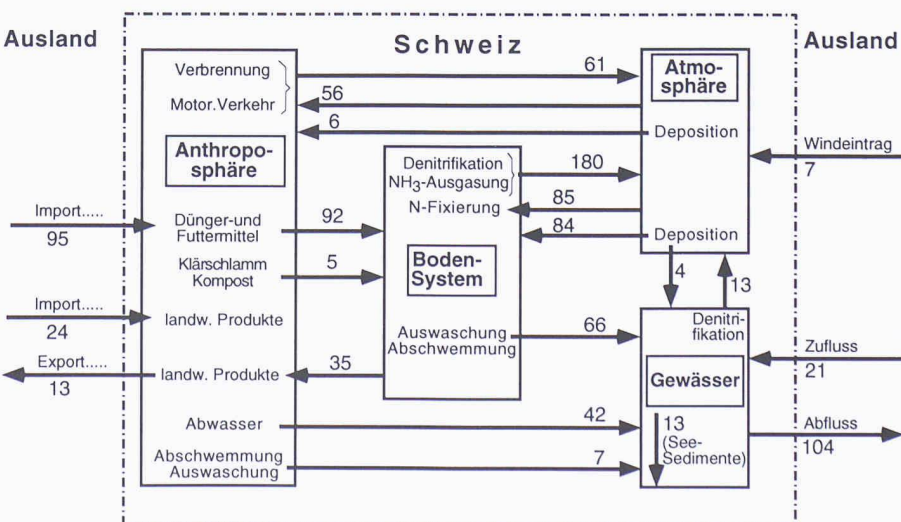 Ausland
Schweiz
Ausland
Verbrennung
61
Atmo-
sphäre
Motor.Verkehr
56
6
Deposition
Anthropo-
sphäre
Windeintrag
7
Denitrifikation
NH3-Ausgasung
180
N-Fixierung
85
Import.....
95
Dünger-und
Futtermittel
92
84
Deposition
Klärschlamm
Kompost
5
Boden-
System
4
13
Import.....
24
landw. Produkte
Auswaschung
Abschwemmung
66
Denitri-
fikation
Zufluss
21
Export.....
13
landw. Produkte
35
Gewässer
Abwasser
42
13
(See-
Sedimente)
Abfluss
104
Abschwemmung
Auswaschung
7